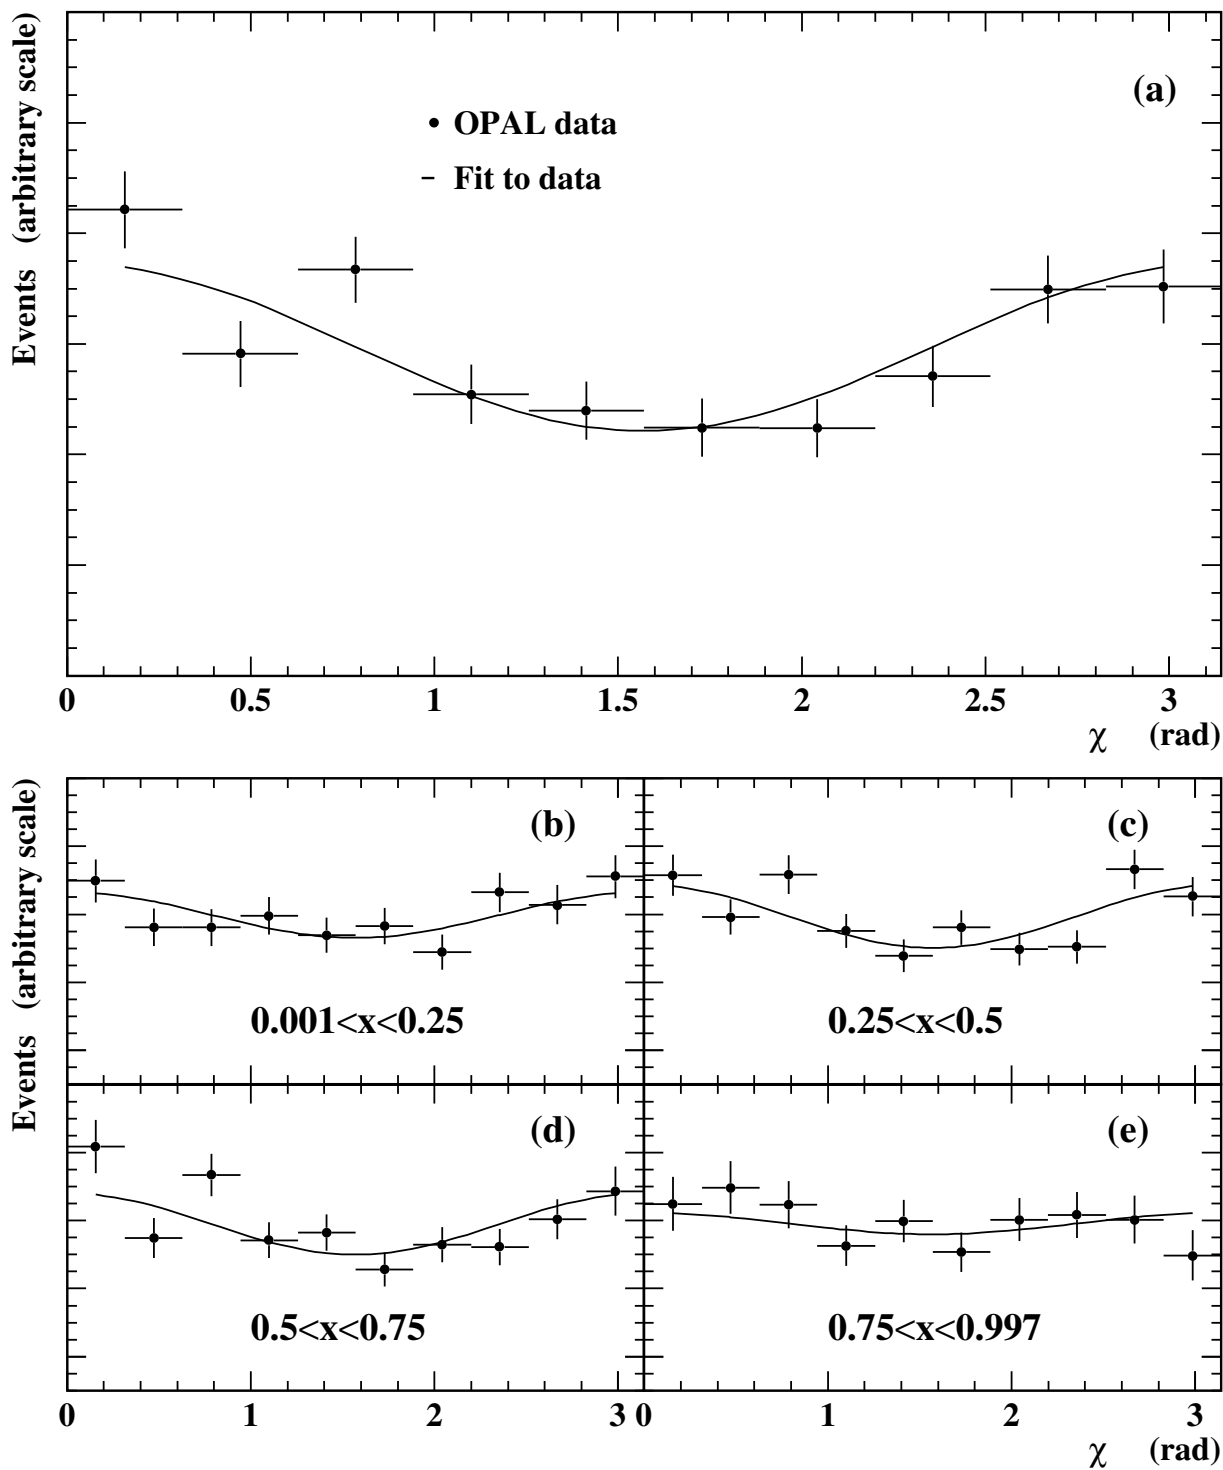 Events (arbitrary scale)
(a)
OPAL data
Fit to data
0 0.5 1 1.5 2 2.5 3
χ (rad)
Events (arbitrary scale)
(b)
0.001<x<0.25
(c)
0.25<x<0.5
(d)
0.5<x<0.75
(e)
0.75<x<0.997
0 1 2 3 0 1 2 3
χ (rad)